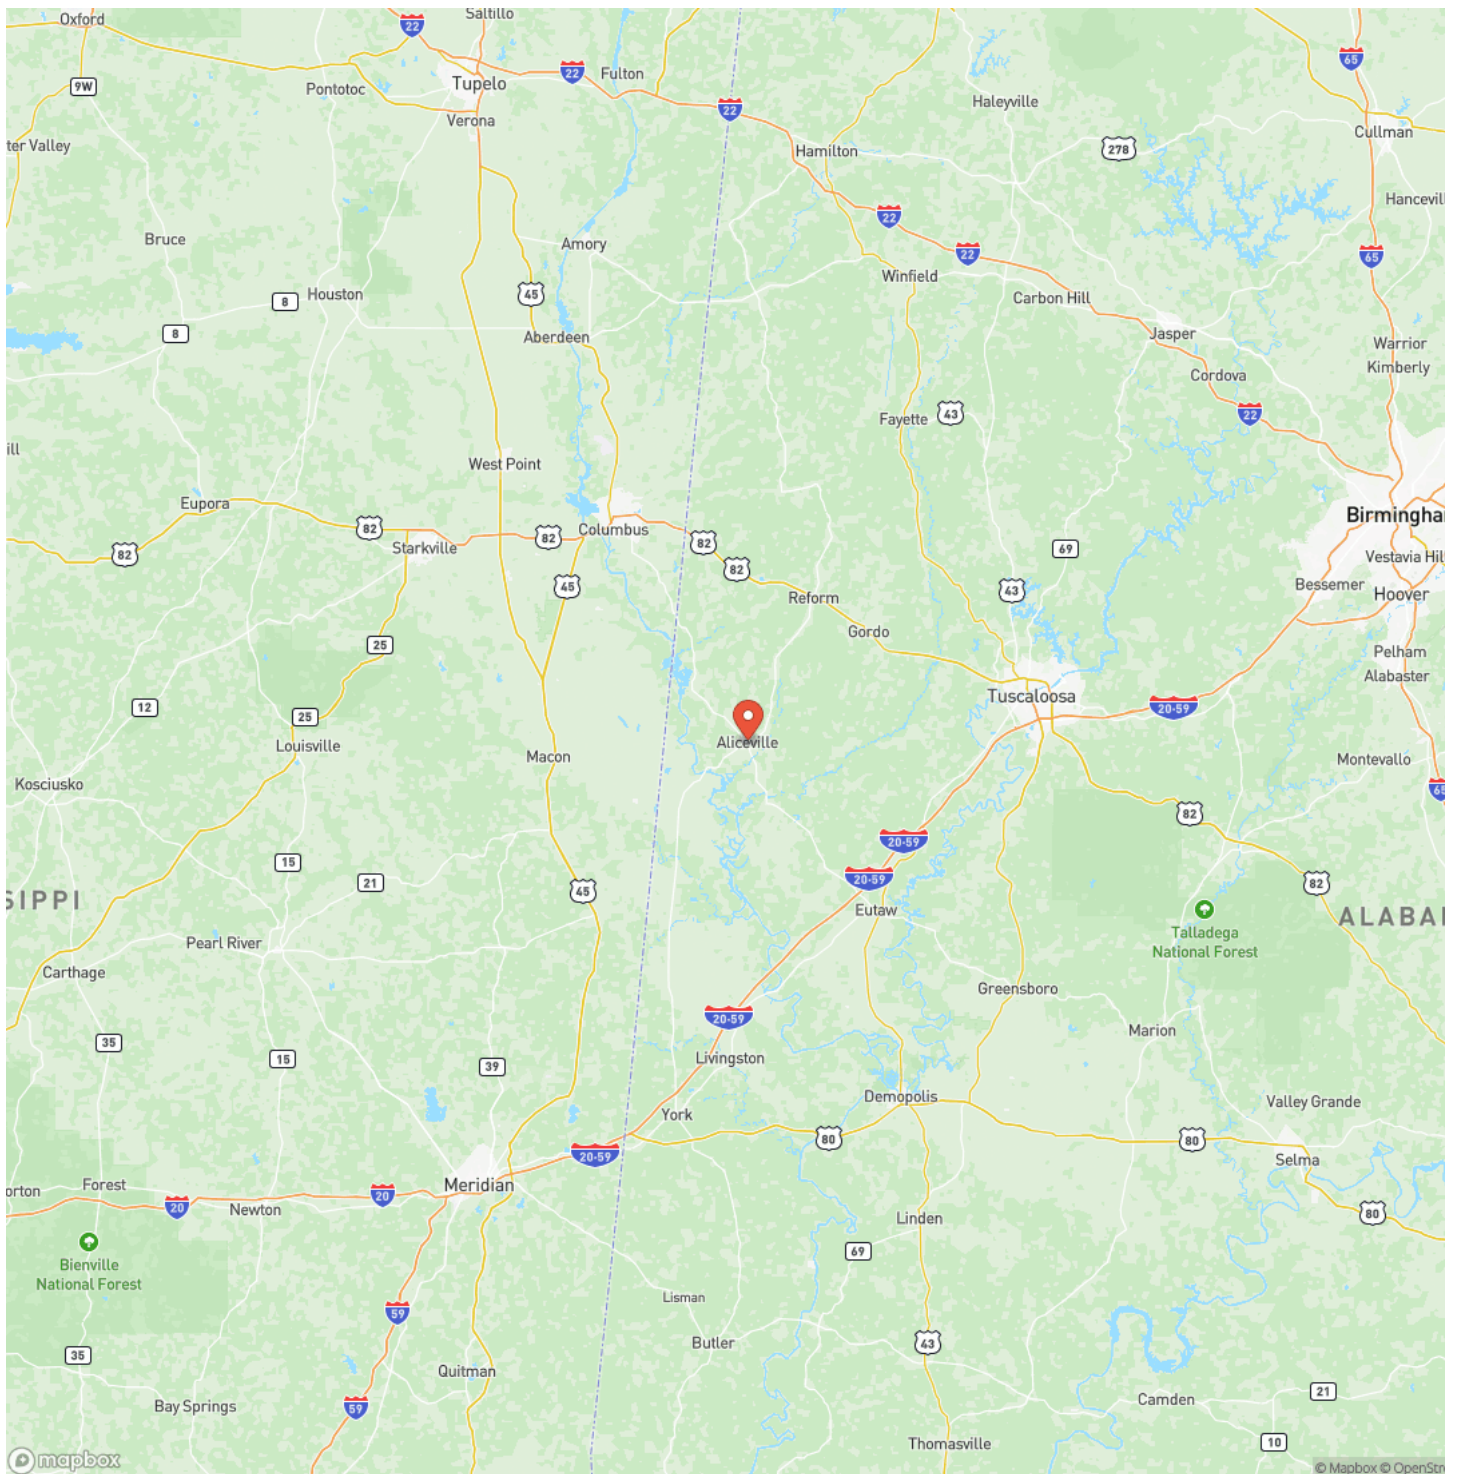 Oxford
22
Saltillo
65
9W
Pontotoc
Tupelo
22
Fulton
22
Haleyville
Verona
Cullman
ter Valley
Hamilton
278
Hancevil
Bruce
Amory
22
22
65
Houston
8
45
Winfield
Carbon Hill
8
Aberdeen
Jasper
Warrior
Kimberly
Cordova
22
Fayette
43
ill
West Point
Eupora
82
82
Columbus
82
Birmingha
82
Starkville
82
69
Vestavia Hil
45
43
Bessemer
Hoover
Reform
25
Gordo
Pelham
Alabaster
12
25
Tuscaloosa
20-59
Louisville
Aliceville
Macon
Montevallo
Kosciusko
65
82
20-59
15
21
45
20-59
82
SIPPI
Eutaw
ALABAI
Talladega
National Forest
Pearl River
Carthage
Greensboro
20-59
Marion
35
15
39
Livingston
Demopolis
York
Valley Grande
80
80
20-59
Selma
orton
Forest
Meridian
20
20
Newton
Linden
80
Bienville
National Forest
69
Lisman
59
Butler
43
35
Quitman
Bay Springs
59
Camden
21
Thomasville
10
mapbox
© Mapbox © OpenStre